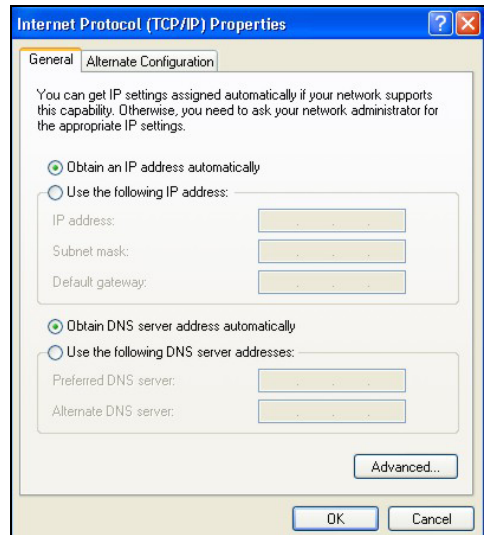 Internet Protocol (TCP/IP) Properties
General
Alternate Configuration
You can get IP settings assigned automatically if your network supports
this capability. Otherwise, you need to ask your network administrator for
the appropriate IP settings.
Obtain an IP address automatically
Use the following IP address:
IP address:
Subnet mask:
Default gateway:
Obtain DNS server address automatically
Use the following DNS server addresses:
Preferred DNS server:
Alternate DNS server:
Advanced...
OK
Cancel